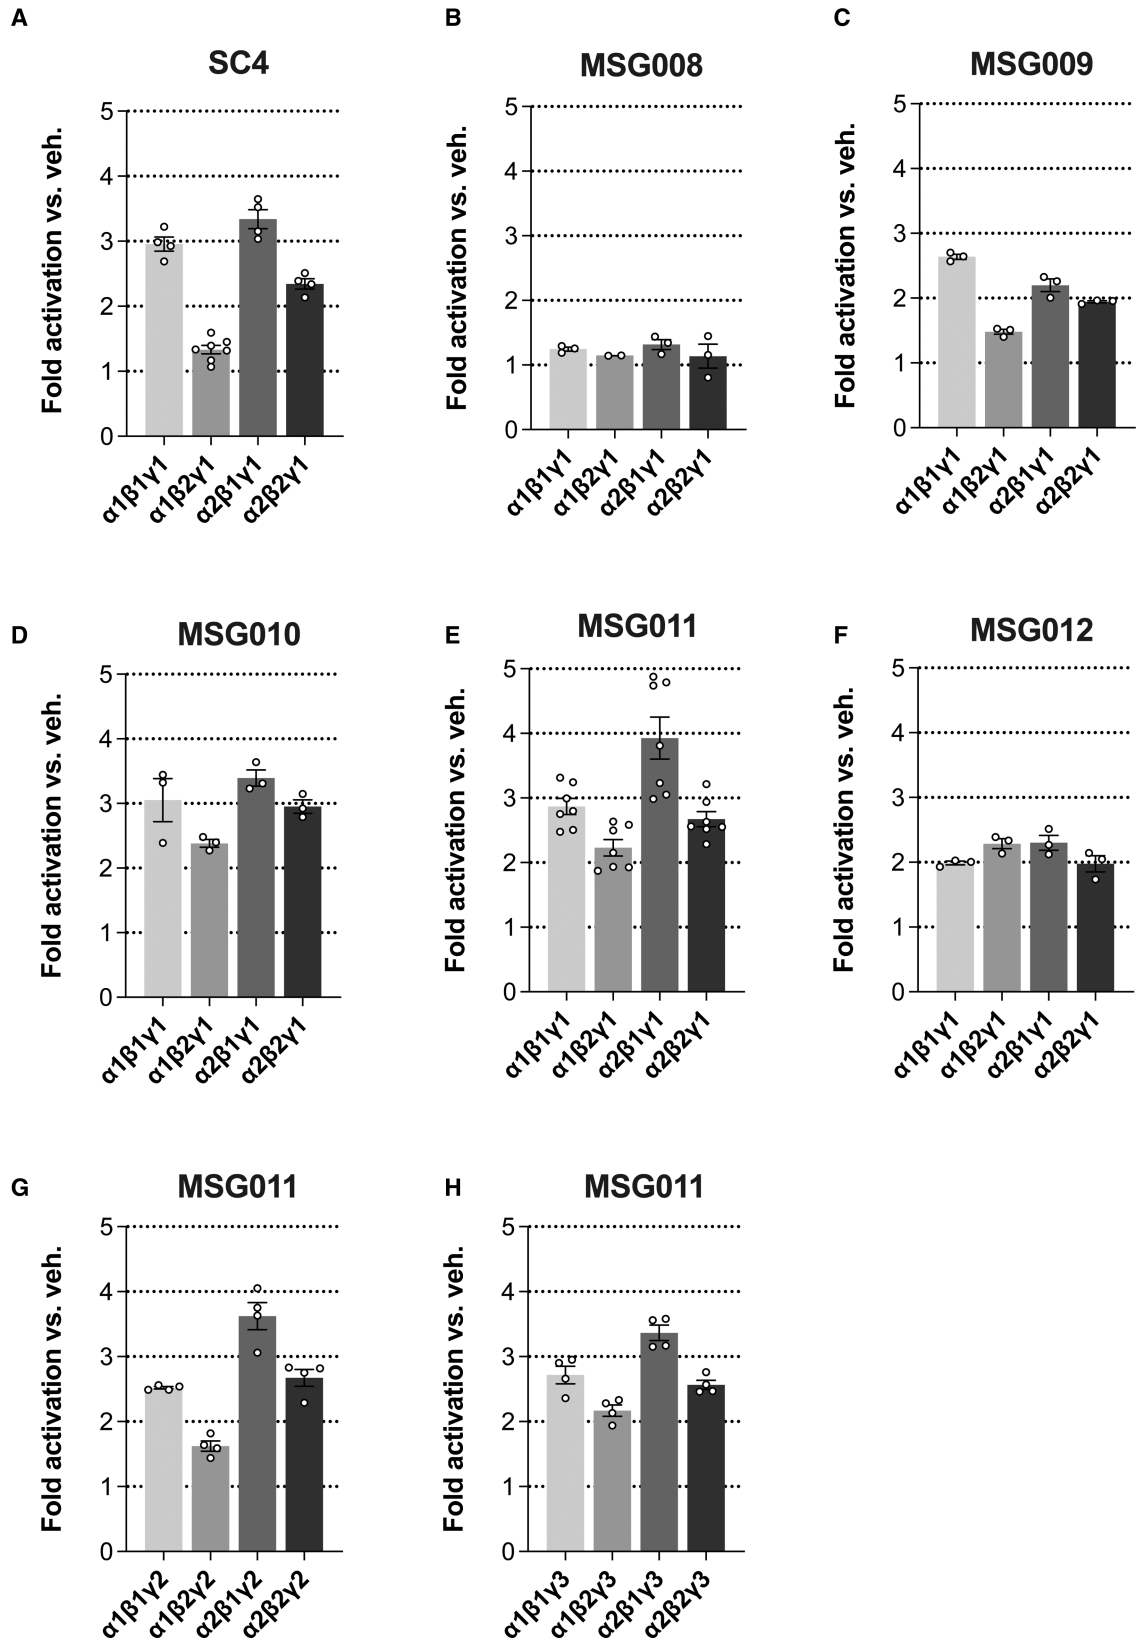 A
SC4
Fold activation vs. veh.
5
4
3
2
1
0
α1β1γ1
α1β2γ1
α2β1γ1
α2β2γ1
B
MSG008
Fold activation vs. veh.
5
4
3
2
1
0
α1β1γ1
α1β2γ1
α2β1γ1
α2β2γ1
C
MSG009
Fold activation vs. veh.
5
4
3
2
1
0
α1β1γ1
α1β2γ1
α2β1γ1
α2β2γ1
D
MSG010
Fold activation vs. veh.
5
4
3
2
1
0
α1β1γ1
α1β2γ1
α2β1γ1
α2β2γ1
E
MSG011
Fold activation vs. veh.
5
4
3
2
1
0
α1β1γ1
α1β2γ1
α2β1γ1
α2β2γ1
F
MSG012
Fold activation vs. veh.
5
4
3
2
1
0
α1β1γ1
α1β2γ1
α2β1γ1
α2β2γ1
G
MSG011
Fold activation vs. veh.
5
4
3
2
1
0
α1β1γ2
α1β2γ2
α2β1γ2
α2β2γ2
H
MSG011
Fold activation vs. veh.
5
4
3
2
1
0
α1β1γ3
α1β2γ3
α2β1γ3
α2β2γ3